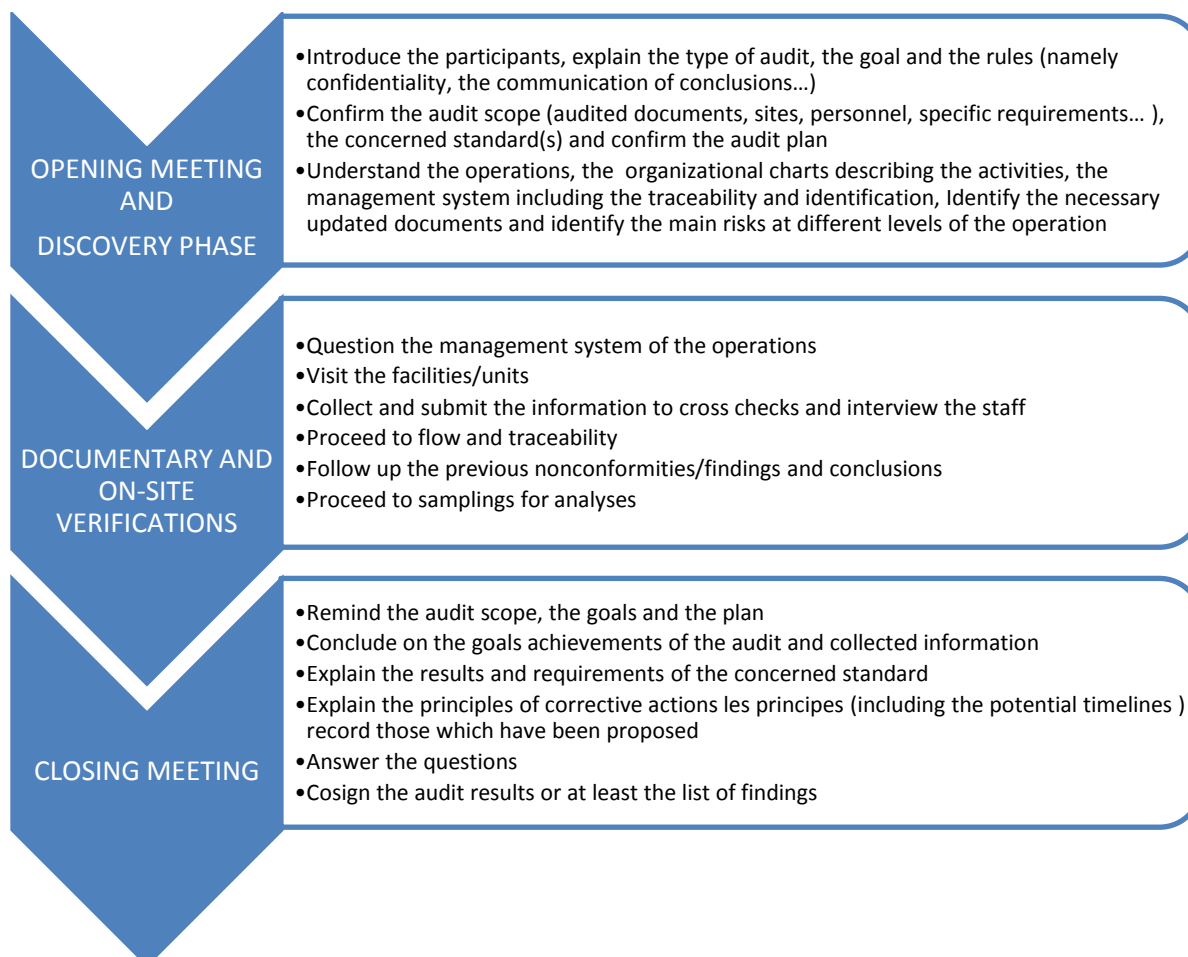 OPENING MEETING
AND
DISCOVERY PHASE
•Introduce the participants, explain the type of audit, the goal and the rules (namely
confidentiality, the communication of conclusions…)
•Confirm the audit scope (audited documents, sites, personnel, specific requirements… ),
the concerned standard(s) and confirm the audit plan
•Understand the operations, the  organizational charts describing the activities, the
management system including the traceability and identification, Identify the necessary
updated documents and identify the main risks at different levels of the operation
DOCUMENTARY AND
ON-SITE
VERIFICATIONS
•Question the management system of the operations
•Visit the facilities/units
•Collect and submit the information to cross checks and interview the staff
•Proceed to flow and traceability
•Follow up the previous nonconformities/findings and conclusions
•Proceed to samplings for analyses
CLOSING MEETING
•Remind the audit scope, the goals and the plan
•Conclude on the goals achievements of the audit and collected information
•Explain the results and requirements of the concerned standard
•Explain the principles of corrective actions les principes (including the potential timelines )
record those which have been proposed
•Answer the questions
•Cosign the audit results or at least the list of findings